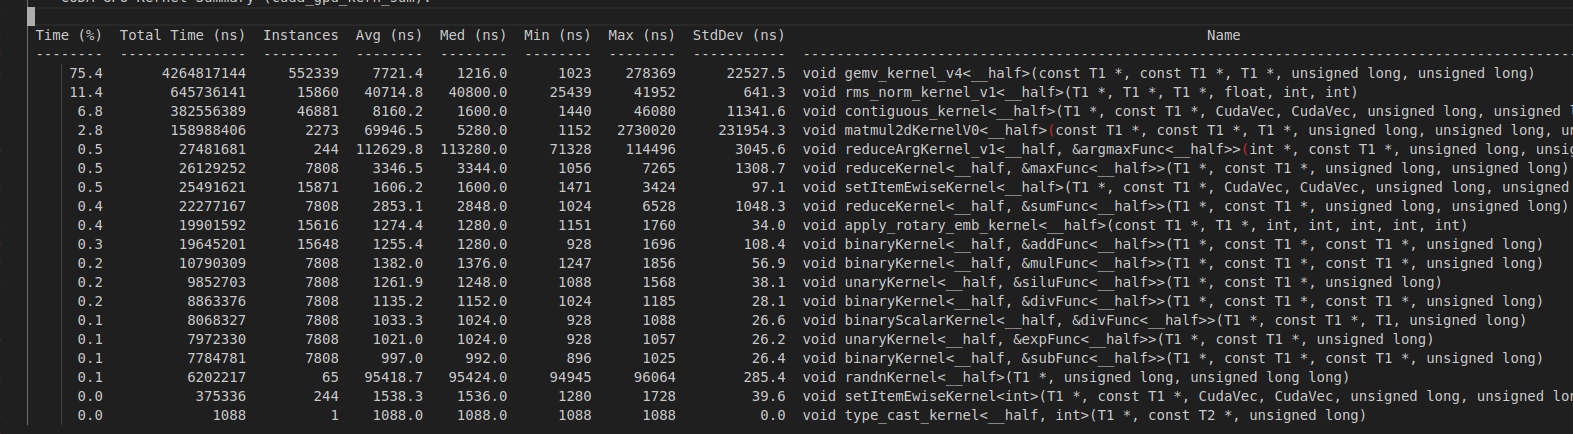 CUDA GPU Kernel Summary (cuda_gpu_kern_sum):
Time (%)  Total Time (ns)  Instances  Avg (ns)  Med (ns)  Min (ns)  Max (ns)  StdDev (ns)  Name
--------  ---------------  ---------  --------  --------  --------  --------  -----------  ----------------------------------------------------------------------------------------------------
75.4  4264817144  552339  7721.4  1216.0  1023  278369  22527.5  void gemv_kernel_v4<__half>(const T1 *, const T1 *, T1 *, unsigned long, unsigned long)
11.4  645736141  15860  40714.8  40800.0  25439  41952  641.3  void rms_norm_kernel_v1<__half>(T1 *, T1 *, T1 *, float, int, int)
6.8  382556389  46881  8160.2  1600.0  1440  46080  11341.6  void contiguous_kernel<__half>(T1 *, const T1 *, CudaVec, CudaVec, unsigned long, unsigned l
2.8  158988406  2273  69946.5  5280.0  1152  2730020  231954.3  void matmul2dKernelV0<__half>(const T1 *, const T1 *, T1 *, unsigned long, unsigned long, un
0.5  27481681  244  112629.8  113280.0  71328  114496  3045.6  void reduceArgKernel_v1<__half, &argmaxFunc<__half>>(int *, const T1 *, unsigned long, unsig
0.5  26129252  7808  3346.5  3344.0  1056  7265  1308.7  void reduceKernel<__half, &maxFunc<__half>>(T1 *, const T1 *, unsigned long, unsigned long)
0.5  25491621  15871  1606.2  1600.0  1471  3424  97.1  void setItemEwiseKernel<__half>(T1 *, const T1 *, CudaVec, CudaVec, unsigned long, unsigned
0.4  22277167  7808  2853.1  2848.0  1024  6528  1048.3  void reduceKernel<__half, &sumFunc<__half>>(T1 *, const T1 *, unsigned long, unsigned long)
0.4  19901592  15616  1274.4  1280.0  1151  1760  34.0  void apply_rotary_emb_kernel<__half>(const T1 *, T1 *, int, int, int, int, int)
0.3  19645201  15648  1255.4  1280.0  928  1696  108.4  void binaryKernel<__half, &addFunc<__half>>(T1 *, const T1 *, const T1 *, unsigned long)
0.2  10790309  7808  1382.0  1376.0  1247  1856  56.9  void binaryKernel<__half, &mulFunc<__half>>(T1 *, const T1 *, const T1 *, unsigned long)
0.2  9852703  7808  1261.9  1248.0  1088  1568  38.1  void unaryKernel<__half, &siluFunc<__half>>(T1 *, const T1 *, unsigned long)
0.2  8863376  7808  1135.2  1152.0  1024  1185  28.1  void binaryKernel<__half, &divFunc<__half>>(T1 *, const T1 *, const T1 *, unsigned long)
0.1  8068327  7808  1033.3  1024.0  928  1088  26.6  void binaryScalarKernel<__half, &divFunc<__half>>(T1 *, const T1 *, T1, unsigned long)
0.1  7972330  7808  1021.0  1024.0  928  1057  26.2  void unaryKernel<__half, &expFunc<__half>>(T1 *, const T1 *, unsigned long)
0.1  7784781  7808  997.0  992.0  896  1025  26.4  void binaryKernel<__half, &subFunc<__half>>(T1 *, const T1 *, const T1 *, unsigned long)
0.1  6202217  65  95418.7  95424.0  94945  96064  285.4  void randnKernel<__half>(T1 *, unsigned long, unsigned long long)
0.0  375336  244  1538.3  1536.0  1280  1728  39.6  void setItemEwiseKernel<int>(T1 *, const T1 *, CudaVec, CudaVec, unsigned long, unsigned lon
0.0  1088  1  1088.0  1088.0  1088  1088  0.0  void type_cast_kernel<__half, int>(T1 *, const T2 *, unsigned long)